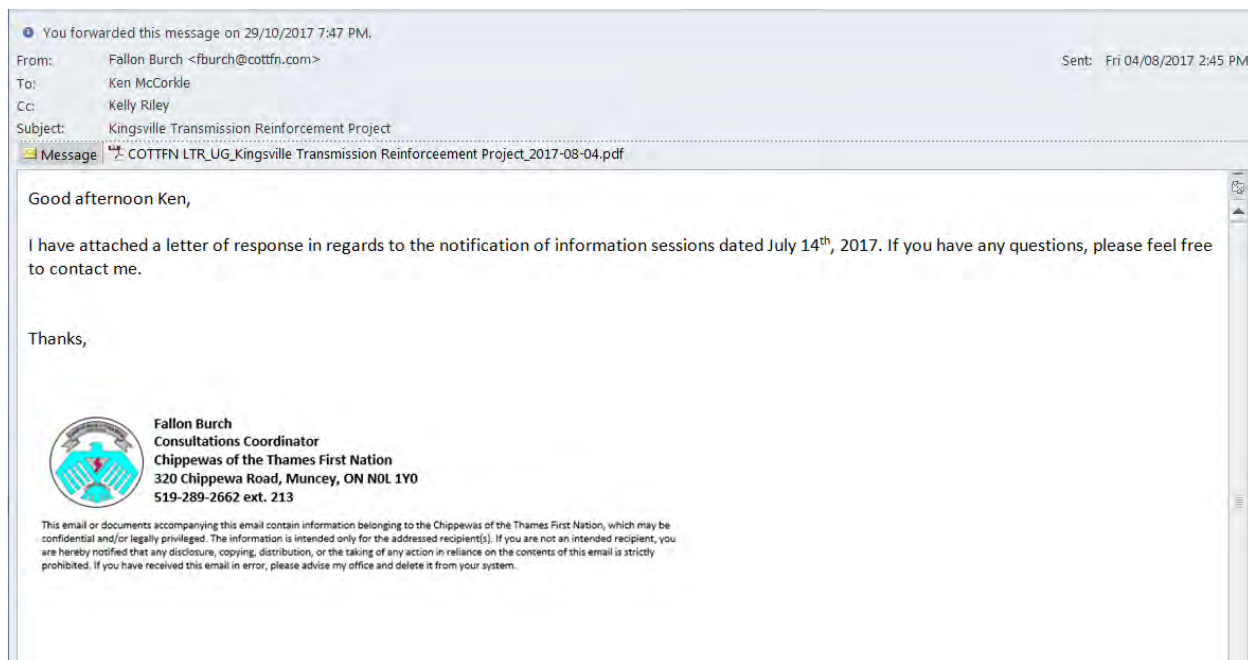 You forwarded this message on 29/10/2017 7:47 PM.
From: Fallon Burch <fburch@cottfn.com> Sent: Fri 04/08/2017 2:45 PM
To: Ken McCorkle
Cc: Kelly Riley
Subject: Kingsville Transmission Reinforcement Project
Message COTTFN LTR_UG_Kingsville Transmission Reinforceement Project_2017-08-04.pdf
Good afternoon Ken,
I have attached a letter of response in regards to the notification of information sessions dated July 14th, 2017. If you have any questions, please feel free
to contact me.
Thanks,
Fallon Burch
Consultations Coordinator
Chippewas of the Thames First Nation
320 Chippewa Road, Muncey, ON N0L 1Y0
519-289-2662 ext. 213
This email or documents accompanying this email contain information belonging to the Chippewas of the Thames First Nation, which may be
confidential and/or legally privileged. The information is intended only for the addressed recipient(s). If you are not an intended recipient, you
are hereby notified that any disclosure, copying, distribution, or the taking of any action in reliance on the contents of this email is strictly
prohibited. If you have received this email in error, please advise my office and delete it from your system.